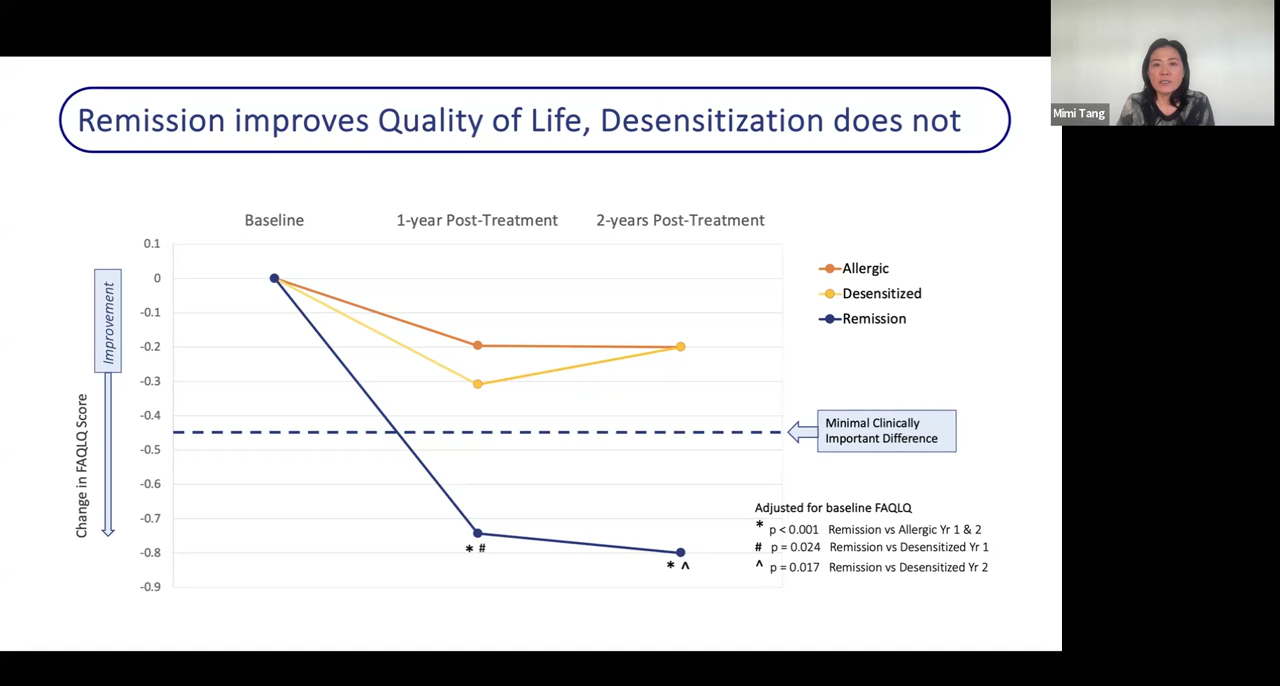 Mimi Tang
Remission improves Quality of Life, Desensitization does not
Baseline
1-year Post-Treatment
2-years Post-Treatment
0.1
0
-0.1
-0.2
-0.3
-0.4
-0.5
-0.6
-0.7
-0.8
-0.9
Improvement
Change in FAQLQ Score
Allergic
Desensitized
Remission
Minimal Clinically
Important Difference
* #
* ^
Adjusted for baseline FAQLQ
* p < 0.001 Remission vs Allergic Yr 1 & 2
# p = 0.024 Remission vs Desensitized Yr 1
^ p = 0.017 Remission vs Desensitized Yr 2